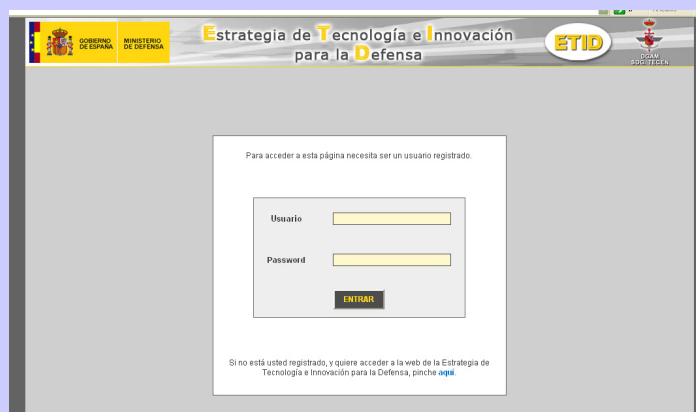 GOBIERNO DE ESPAÑA
MINISTERIO DE DEFENSA
Estrategia de Tecnología e Innovación
para la Defensa
ETID
DGAM
SDG. TECEN
Para acceder a esta página necesita ser un usuario registrado.
Usuario
Password
ENTRAR
Si no está usted registrado, y quiere acceder a la web de la Estrategia de
Tecnología e Innovación para la Defensa, pinche aquí.